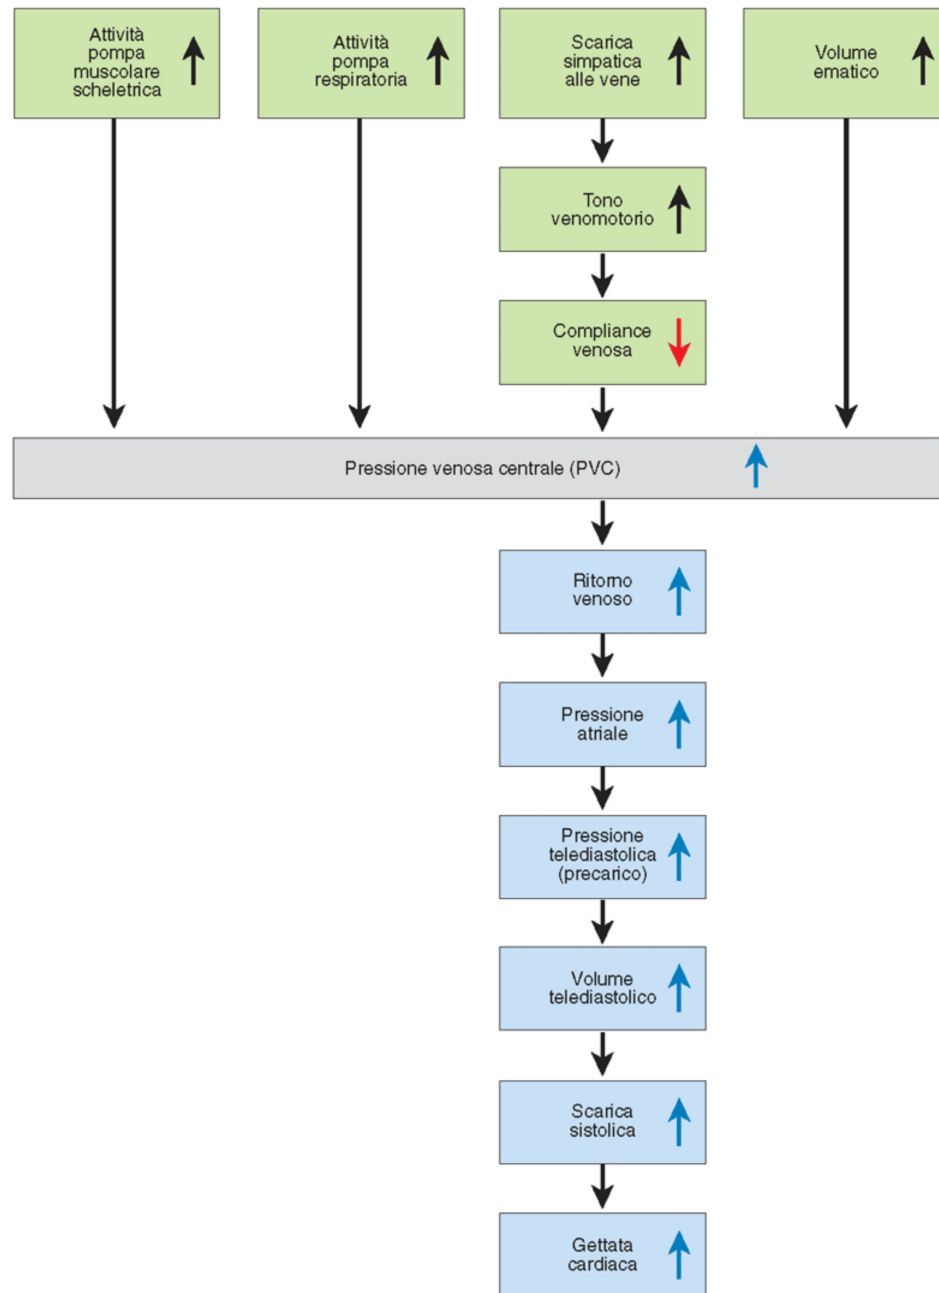 Attività
pompa
muscolare
scheletrica
Attività
pompa
respiratoria
Scarica
simpatica
alle vene
Volume
ematico
Tono
venomotorio
Compliance
venosa
Pressione venosa centrale (PVC)
Ritorno
venoso
Pressione
atriale
Pressione
telediastolica
(precarico)
Volume
telediastolico
Scarica
sistolica
Gettata
cardiaca